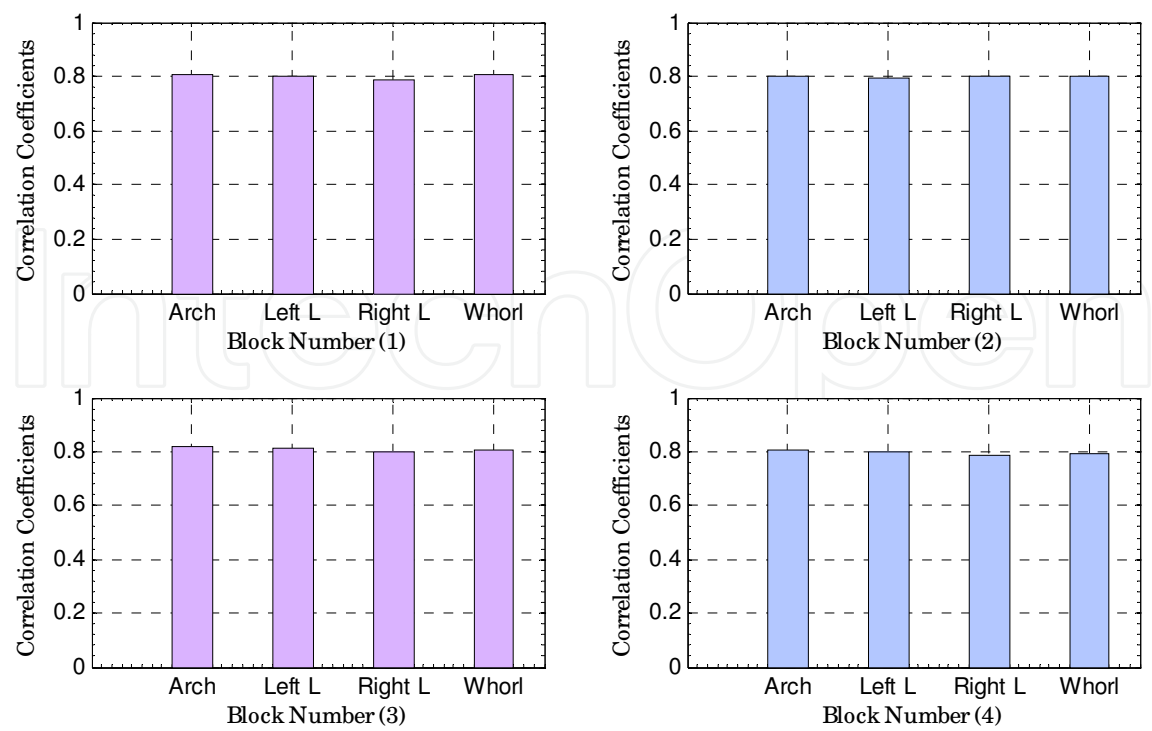 Correlation Coefficients
1
0.8
0.6
0.4
0.2
0
Arch Left L Right L Whorl
Block Number (1)
Correlation Coefficients
1
0.8
0.6
0.4
0.2
0
Arch Left L Right L Whorl
Block Number (2)
Correlation Coefficients
1
0.8
0.6
0.4
0.2
0
Arch Left L Right L Whorl
Block Number (3)
Correlation Coefficients
1
0.8
0.6
0.4
0.2
0
Arch Left L Right L Whorl
Block Number (4)
IntechOpen